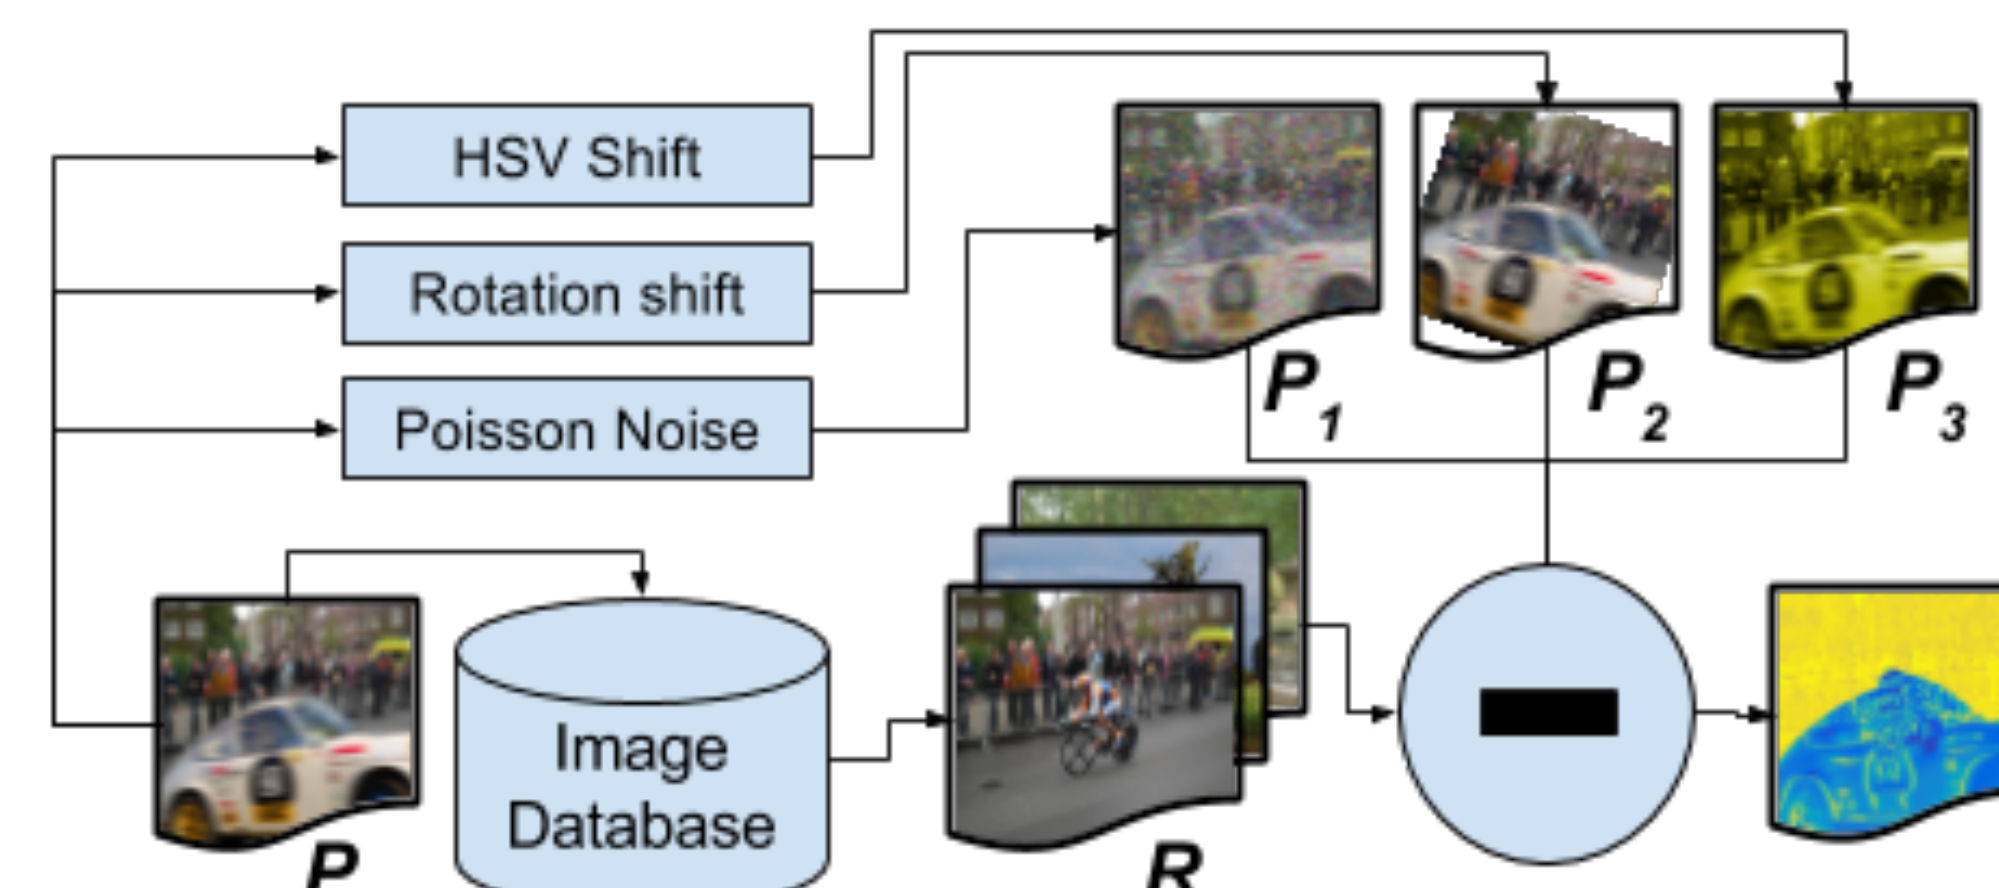 HSV Shift
Rotation shift
Poisson Noise
P1
P2
P3
Image
Database
P
R